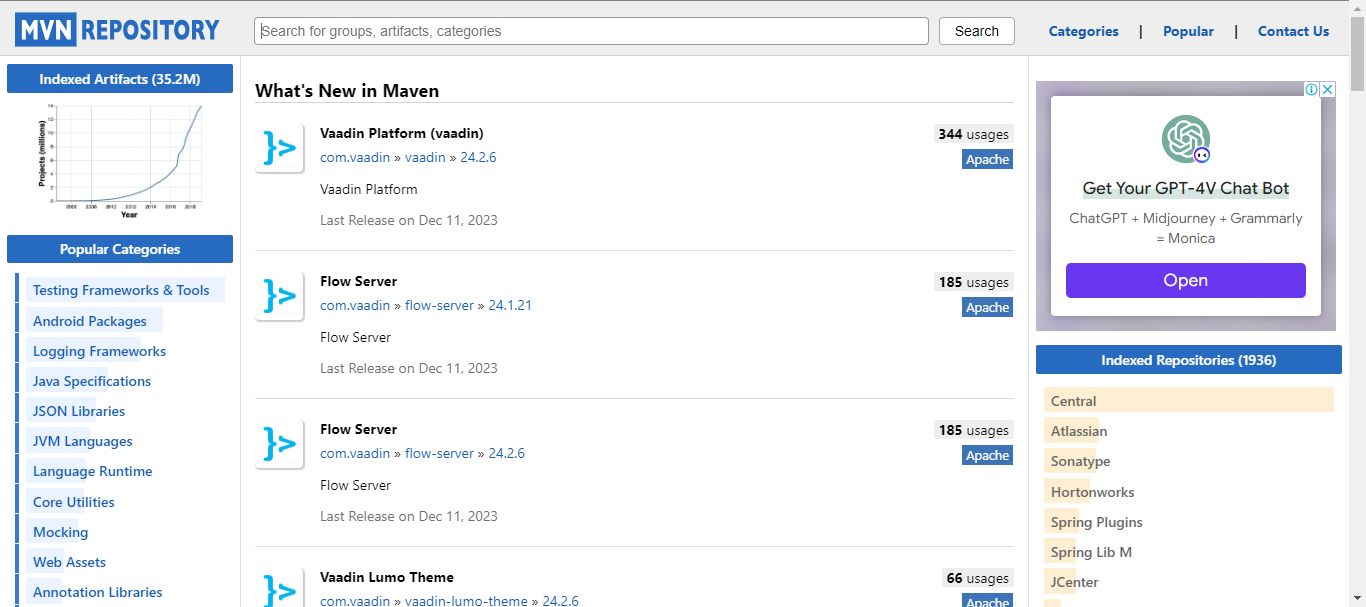 MVN REPOSITORY
Search for groups, artifacts, categories
Search
Categories | Popular | Contact Us
Indexed Artifacts (35.2M)
Projects (millions)
14
12
10
8
6
4
2
0
2006 2008 2010 2012 2014 2016 2018
Year
Popular Categories
Testing Frameworks & Tools
Android Packages
Logging Frameworks
Java Specifications
JSON Libraries
JVM Languages
Language Runtime
Core Utilities
Mocking
Web Assets
Annotation Libraries
What's New in Maven
Vaadin Platform (vaadin)
344 usages
com.vaadin » vaadin » 24.2.6
Apache
Vaadin Platform
Last Release on Dec 11, 2023
Flow Server
185 usages
com.vaadin » flow-server » 24.1.21
Apache
Flow Server
Last Release on Dec 11, 2023
Flow Server
185 usages
com.vaadin » flow-server » 24.2.6
Apache
Flow Server
Last Release on Dec 11, 2023
Vaadin Lumo Theme
66 usages
com.vaadin » vaadin-lumo-theme » 24.2.6
Apache
Get Your GPT-4V Chat Bot
ChatGPT + Midjourney + Grammarly
= Monica
Open
Indexed Repositories (1936)
Central
Atlassian
Sonatype
Hortonworks
Spring Plugins
Spring Lib M
JCenter